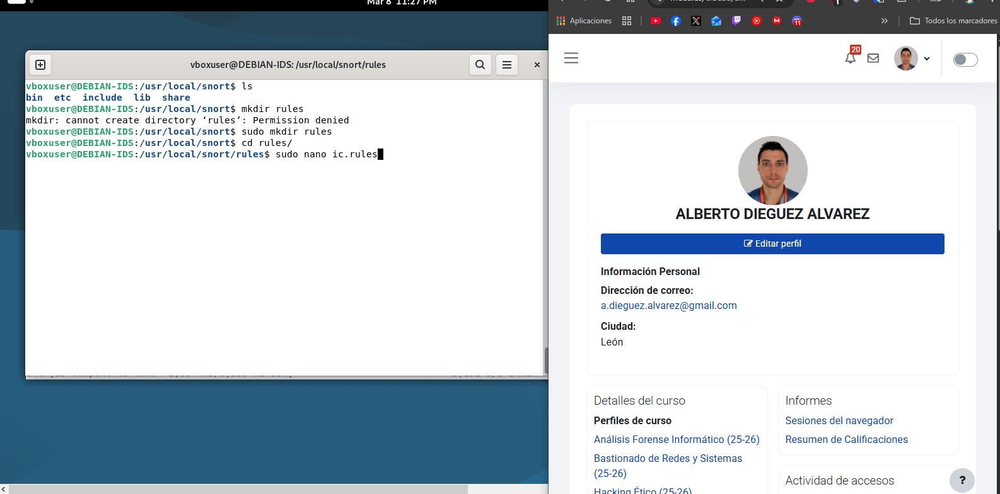 Mar 8 11:27 PM
vboxuser@DEBIAN-IDS: /usr/local/snort/rules
vboxuser@DEBIAN-IDS:/usr/local/snort$ ls
bin etc include lib share
vboxuser@DEBIAN-IDS:/usr/local/snort$ mkdir rules
mkdir: cannot create directory ‘rules’: Permission denied
vboxuser@DEBIAN-IDS:/usr/local/snort$ sudo mkdir rules
vboxuser@DEBIAN-IDS:/usr/local/snort$ cd rules/
vboxuser@DEBIAN-IDS:/usr/local/snort/rules$ sudo nano ic.rules
Aplicaciones
11
Todos los marcadores
20
ALBERTO DIEGUEZ ALVAREZ
Editar perfil
Información Personal
Dirección de correo:
a.dieguez.alvarez@gmail.com
Ciudad:
León
Detalles del curso
Perfiles de curso
Análisis Forense Informático (25-26)
Bastionado de Redes y Sistemas
(25-26)
Hacking Ético (25-26)
Informes
Sesiones del navegador
Resumen de Calificaciones
Actividad de accesos
?